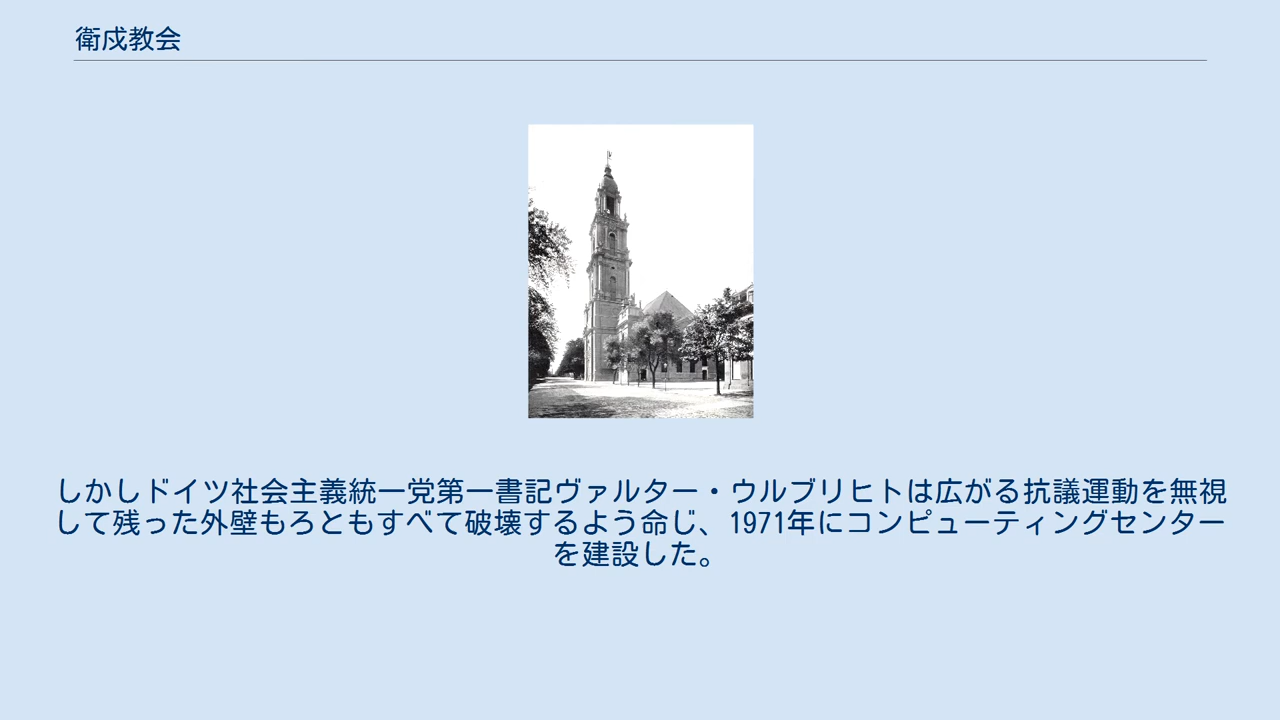 衛戍教会
しかしドイツ社会主義統一党第一書記ヴァルター・ウルブリヒトは広がる抗議運動を無視
して残った外壁もろともすべて破壊するよう命じ、1971年にコンピューティングセンター
を建設した。